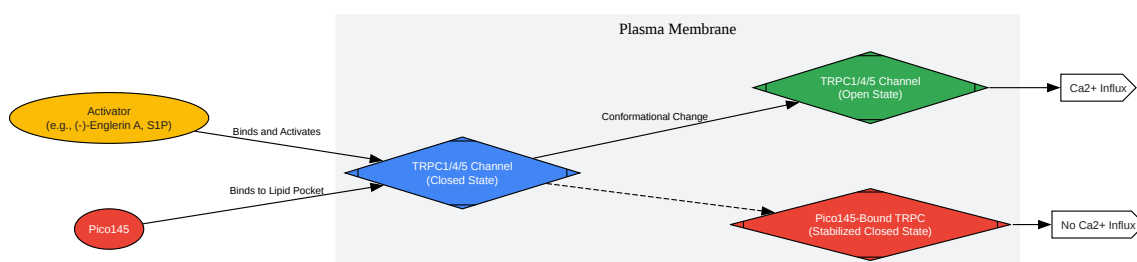 Plasma Membrane
Activator
(e.g., (-)-Englerin A, S1P)
Binds and Activates
Binds to Lipid Pocket
Pico145
TRPC1/4/5 Channel
(Closed State)
Conformational Change
TRPC1/4/5 Channel
(Open State)
Ca2+ Influx
Pico145-Bound TRPC
(Stabilized Closed State)
No Ca2+ Influx